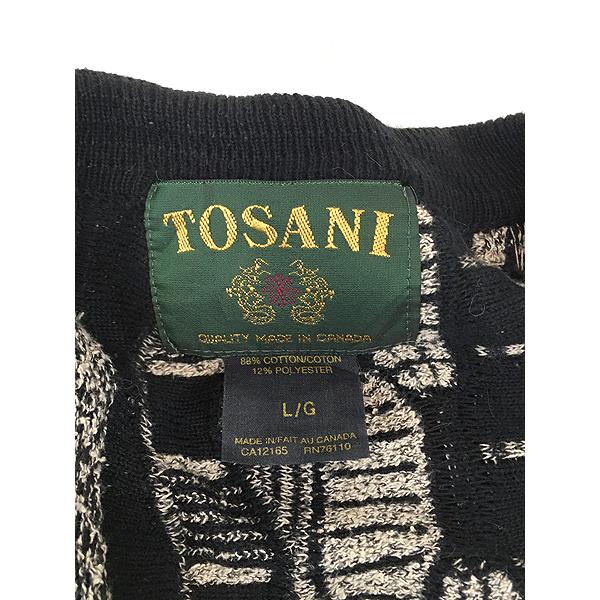 TOSANI
QUALITY MADE IN CANADA
88% COTTON/COTON
12% POLYESTER
L/G
MADE IN/FAIT AU CANADA
CA12165 RN76110